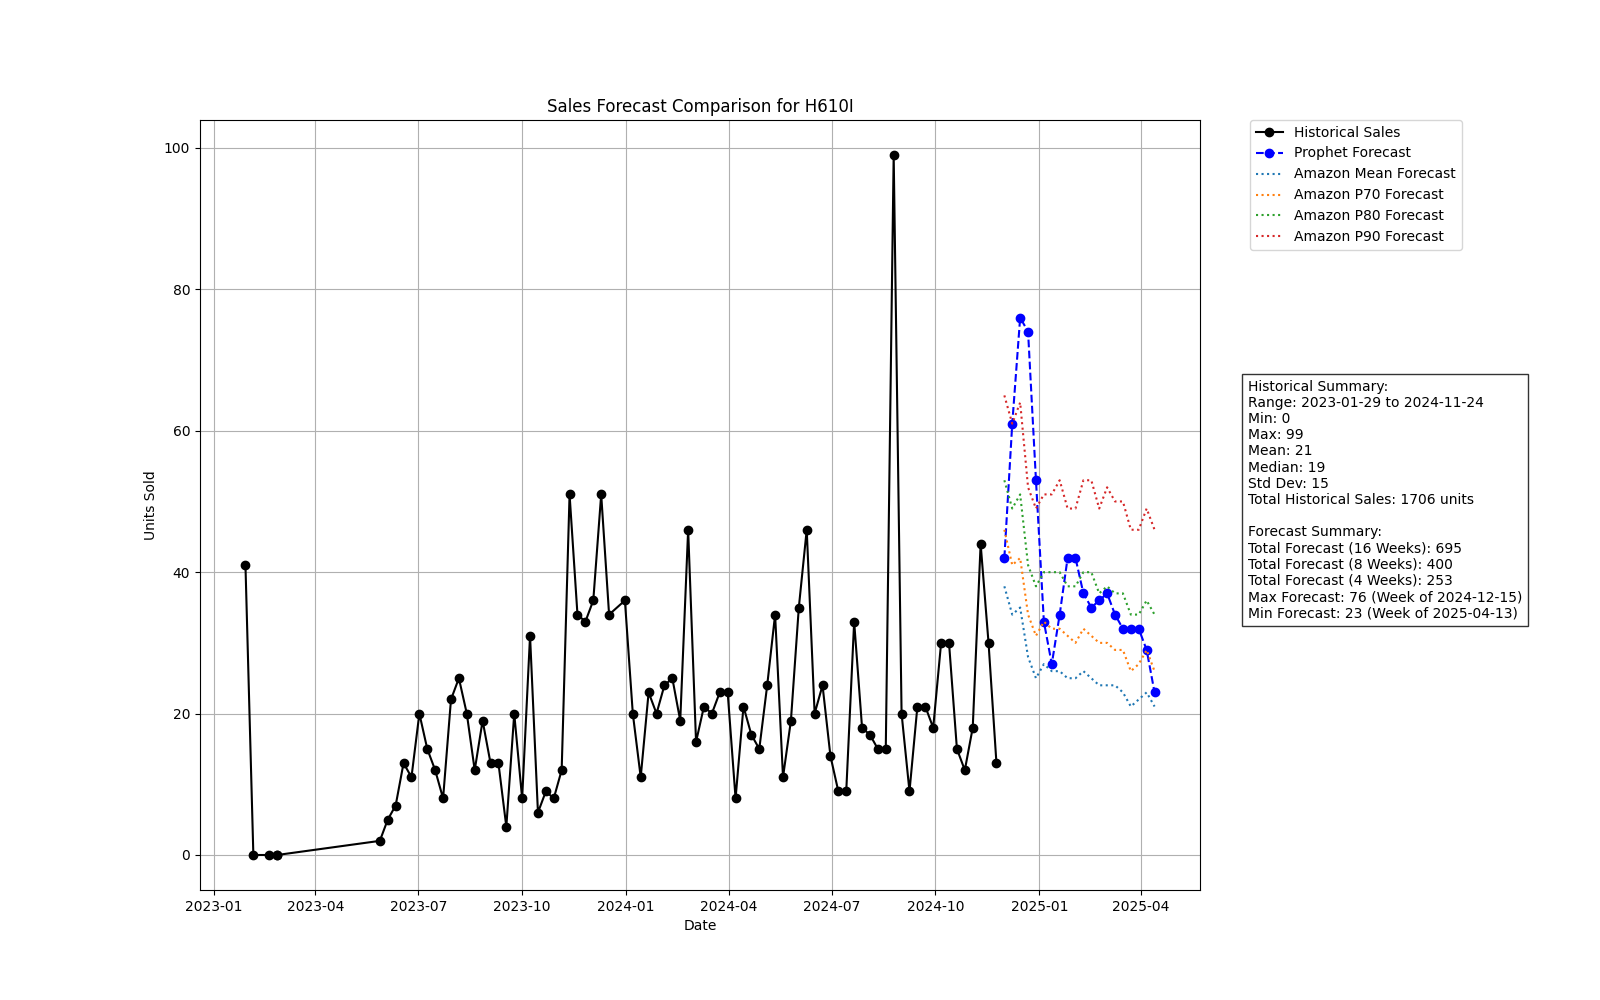 Sales Forecast Comparison for H610I
Units Sold
100
80
60
40
20
0
2023-01
2023-04
2023-07
2023-10
2024-01
2024-04
2024-07
2024-10
2025-01
2025-04
Date
Historical Sales
Prophet Forecast
Amazon Mean Forecast
Amazon P70 Forecast
Amazon P80 Forecast
Amazon P90 Forecast
Historical Summary:
Range: 2023-01-29 to 2024-11-24
Min: 0
Max: 99
Mean: 21
Median: 19
Std Dev: 15
Total Historical Sales: 1706 units
Forecast Summary:
Total Forecast (16 Weeks): 695
Total Forecast (8 Weeks): 400
Total Forecast (4 Weeks): 253
Max Forecast: 76 (Week of 2024-12-15)
Min Forecast: 23 (Week of 2025-04-13)